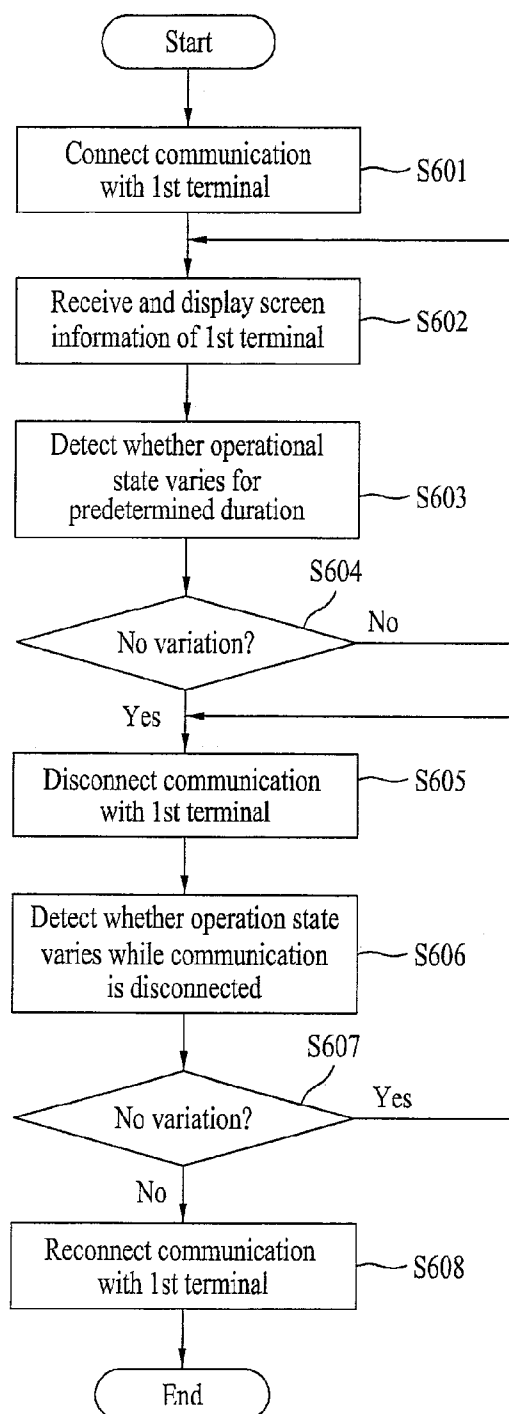 Start
Connect communication
with 1st terminal
S601
Receive and display screen
information of 1st terminal
S602
Detect whether operational
state varies for
predetermined duration
S603
S604
No variation?
No
Yes
Disconnect communication
with 1st terminal
S605
Detect whether operation state
varies while communication
is disconnected
S606
S607
No variation?
Yes
No
Reconnect communication
with 1st terminal
S608
End